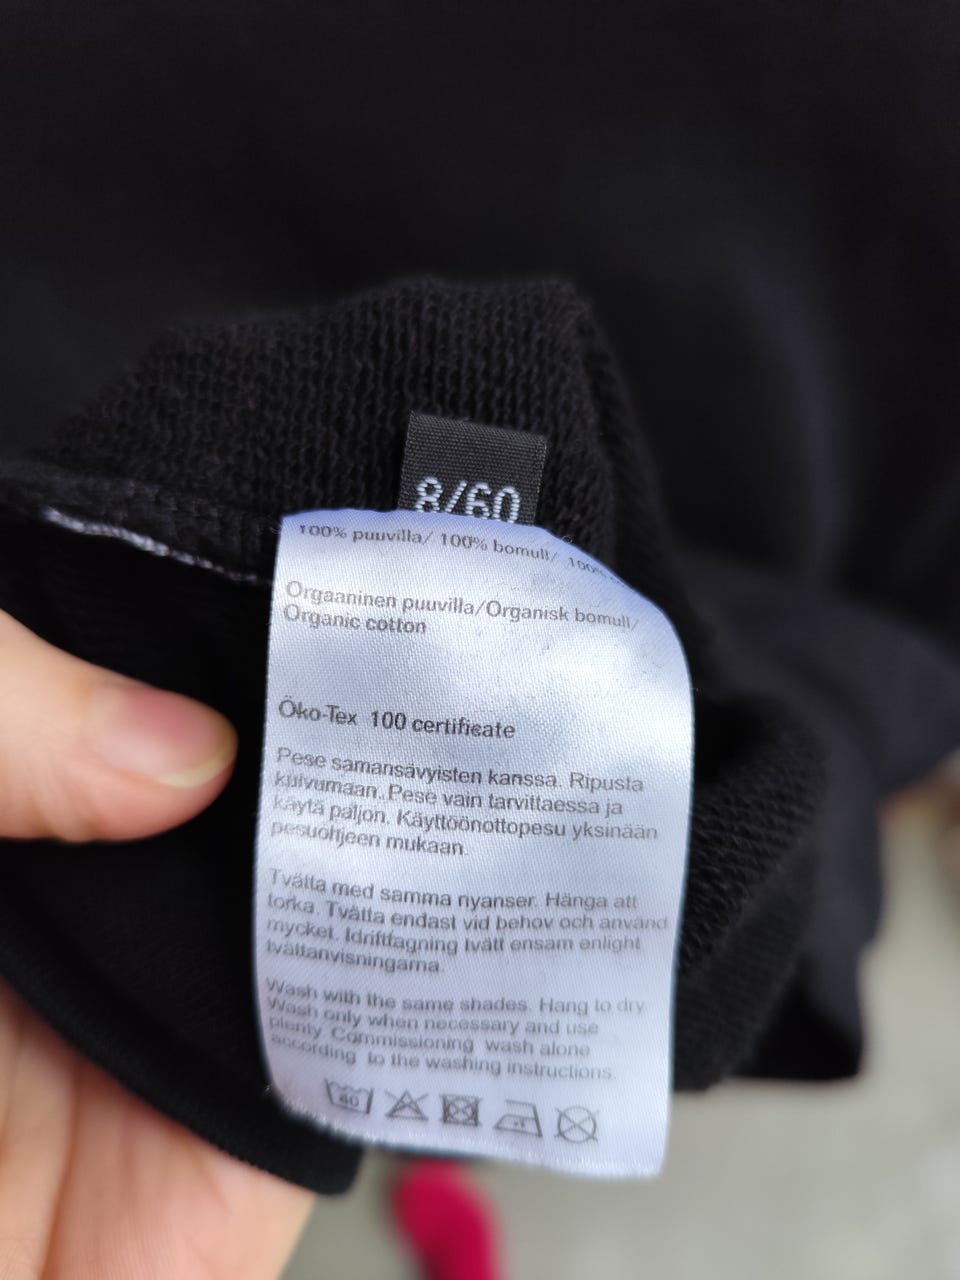 8/60
100% puuvilla/ 100% bomull/ 100%
Orgaaninen puuvilla/Organisk bomull/
Organic cotton
Öko-Tex 100 certificate
Pese samansävyisten kanssa. Ripusta
kuivumaan. Pese vain tarvittaessa ja
käytä paljon. Käyttöönottopesu yksinään
pesuohjeen mukaan.
Tvätta med samma nyanser. Hänga att
torka. Tvätta endast vid behov och använd
mycket. Idrifttagning tvätt ensam enlight
tvättanvisningarna.
Wash with the same shades. Hang to dry.
Wash only when necessary and use
plenty. Commissioning wash alone
according to the washing instructions.
40